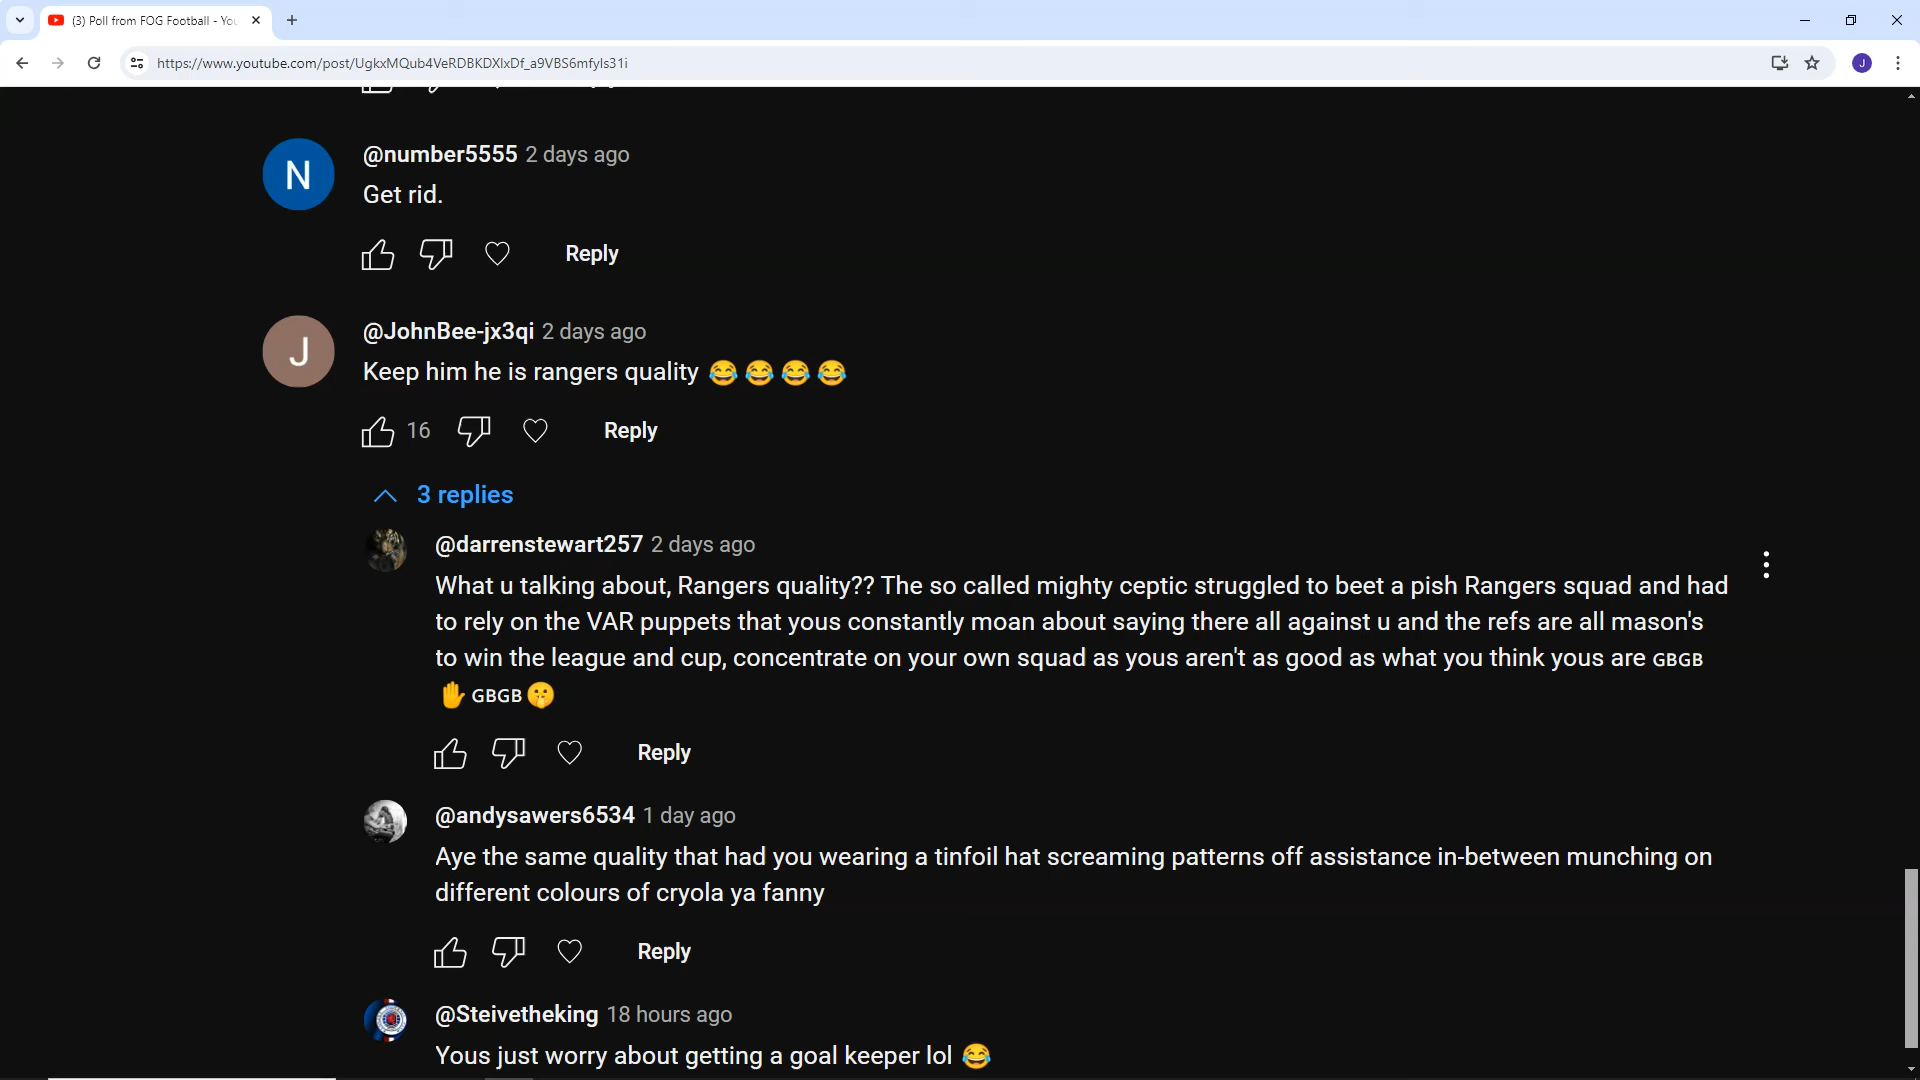 (3) Poll from FOG Football - You
https://www.youtube.com/post/UgkxMQub4VeRDBKDXIxDf_a9VBS6mfyIs31i
J
N
@number5555 2 days ago
Get rid.
Reply
J
@JohnBee-jx3qi 2 days ago
Keep him he is rangers quality 😂😂😂😂
16 Reply
3 replies
@darrenstewart257 2 days ago
What u talking about, Rangers quality?? The so called mighty ceptic struggled to beet a pish Rangers squad and had
to rely on the VAR puppets that yous constantly moan about saying there all against u and the refs are all mason's
to win the league and cup, concentrate on your own squad as yous aren't as good as what you think yous are ɢʙɢʙ
✋ɢʙɢʙ🤫
Reply
@andysawers6534 1 day ago
Aye the same quality that had you wearing a tinfoil hat screaming patterns off assistance in-between munching on
different colours of cryola ya fanny
Reply
@Steivetheking 18 hours ago
Yous just worry about getting a goal keeper lol 😂